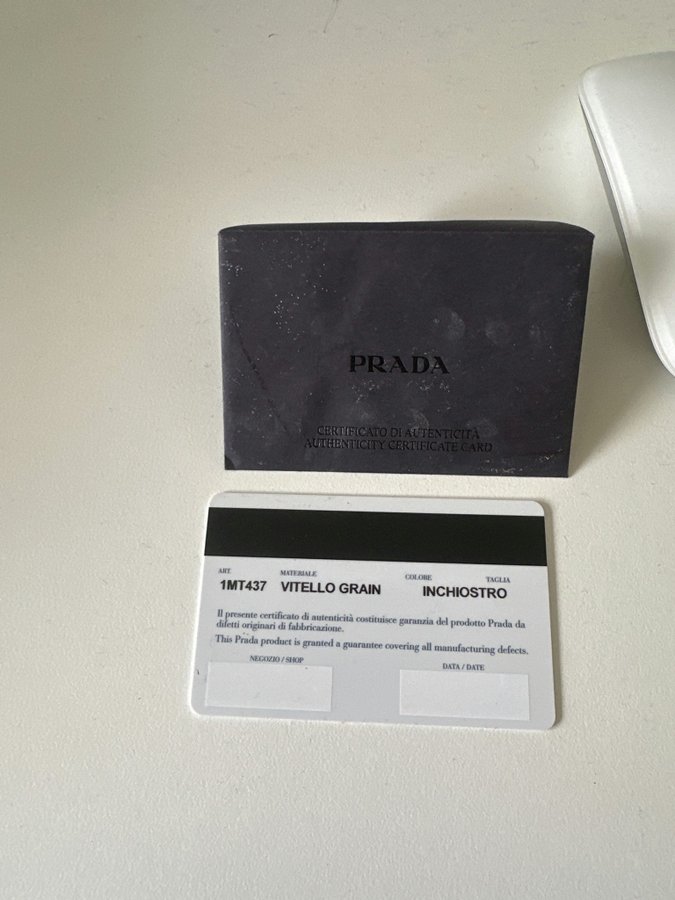 PRADA
CERTIFICATO DI AUTENTICITÀ
AUTHENTICITY CERTIFICATE CARD
ART. MATERIALE COLORE TAGLIA
1MT437 VITELLO GRAIN INCHIOSTRO
Il presente certificato di autenticità costituisce garanzia del prodotto Prada da
difetti originari di fabbricazione.
This Prada product is granted a guarantee covering all manufacturing defects.
NEGOZIO / SHOP DATA / DATE